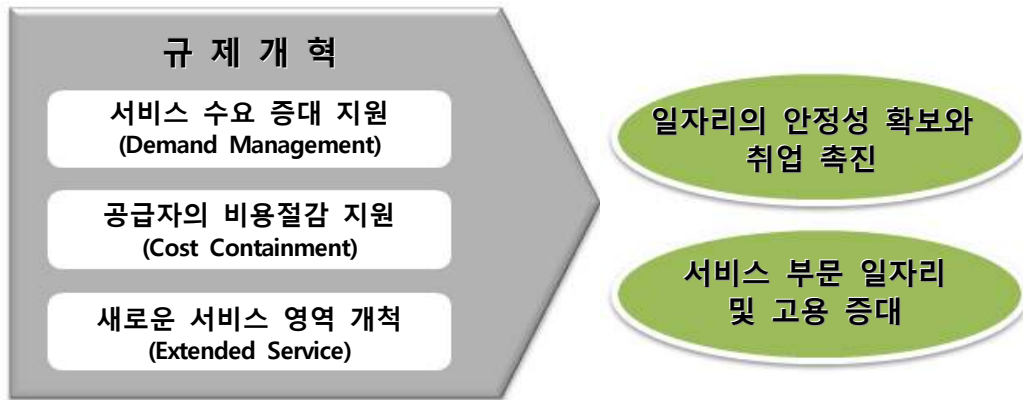 규 제 개 혁
서비스 수요 증대 지원
(Demand Management)
공급자의 비용절감 지원
(Cost Containment)
새로운 서비스 영역 개척
(Extended Service)
일자리의 안정성 확보와
취업 촉진
서비스 부문 일자리
및 고용 증대